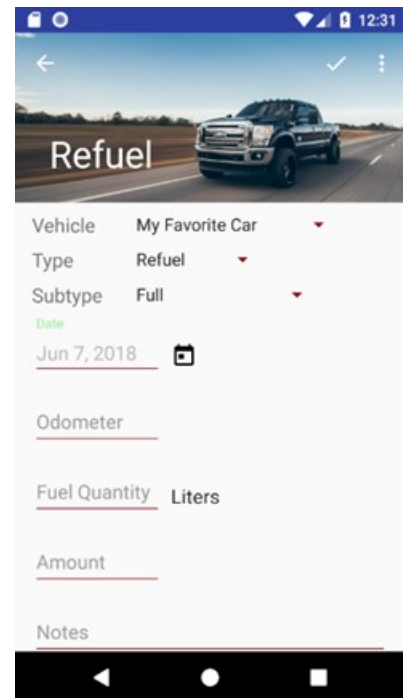 12:31
Refuel
Vehicle My Favorite Car
Type Refuel
Subtype Full
Date
Jun 7, 2018
Odometer
Fuel Quantity Liters
Amount
Notes